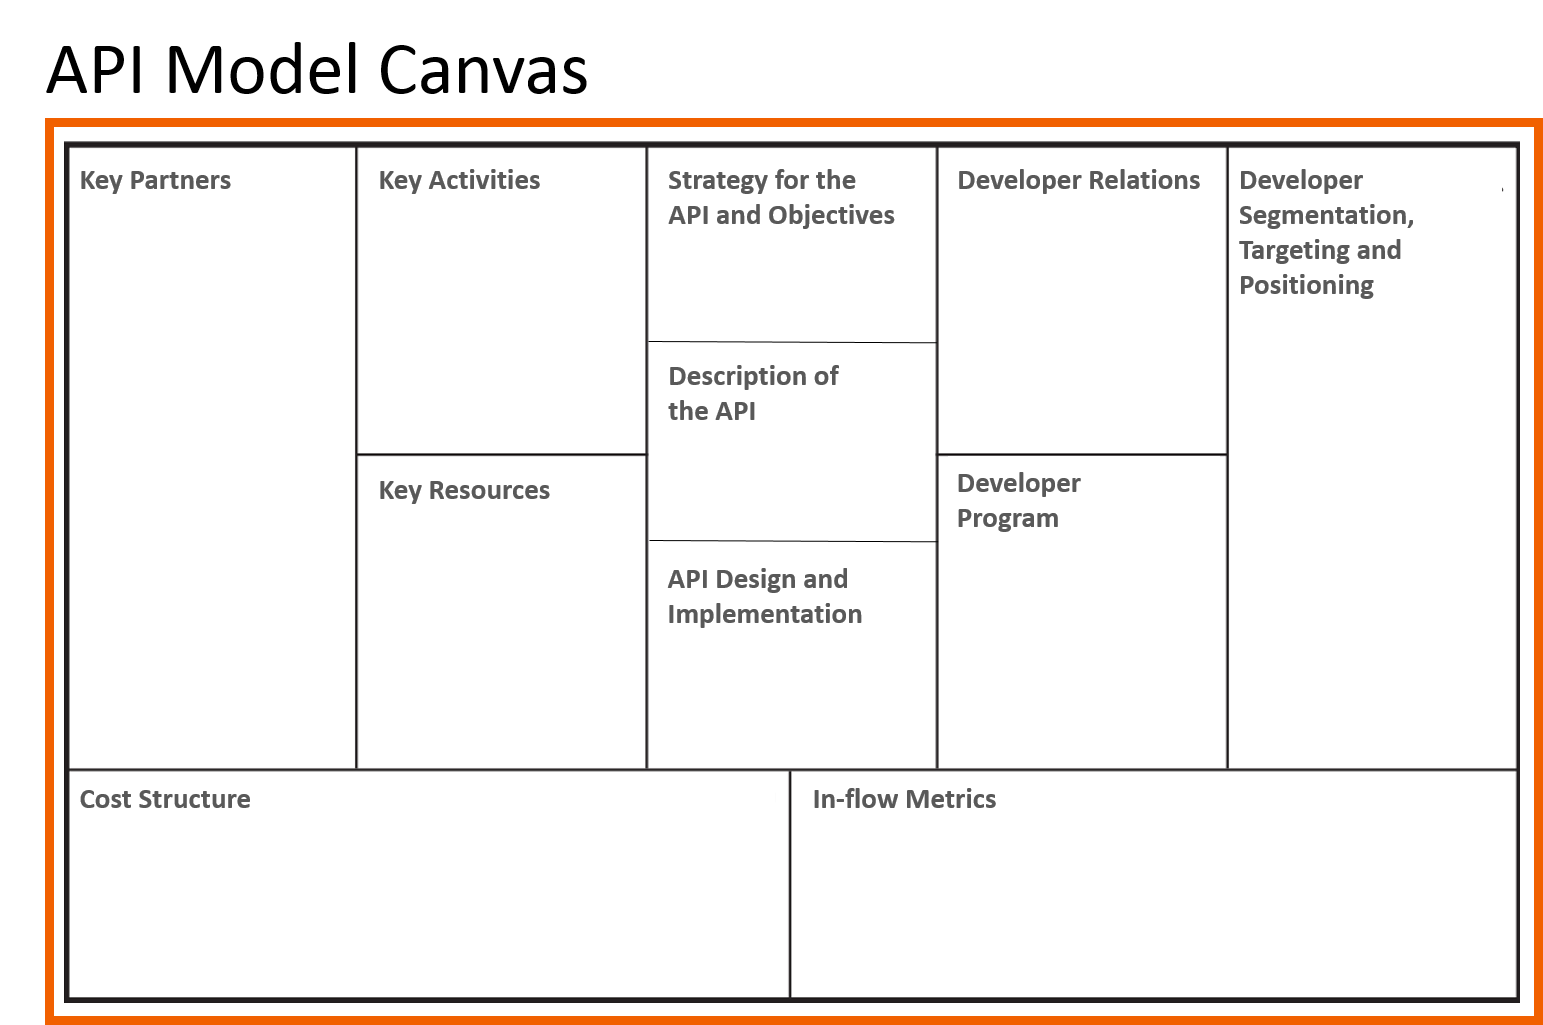 API Model Canvas
Key Partners
Key Activities
Key Resources
Strategy for the
API and Objectives
Description of
the API
API Design and
Implementation
Developer Relations
Developer
Program
Developer
Segmentation,
Targeting and
Positioning
Cost Structure
In-flow Metrics